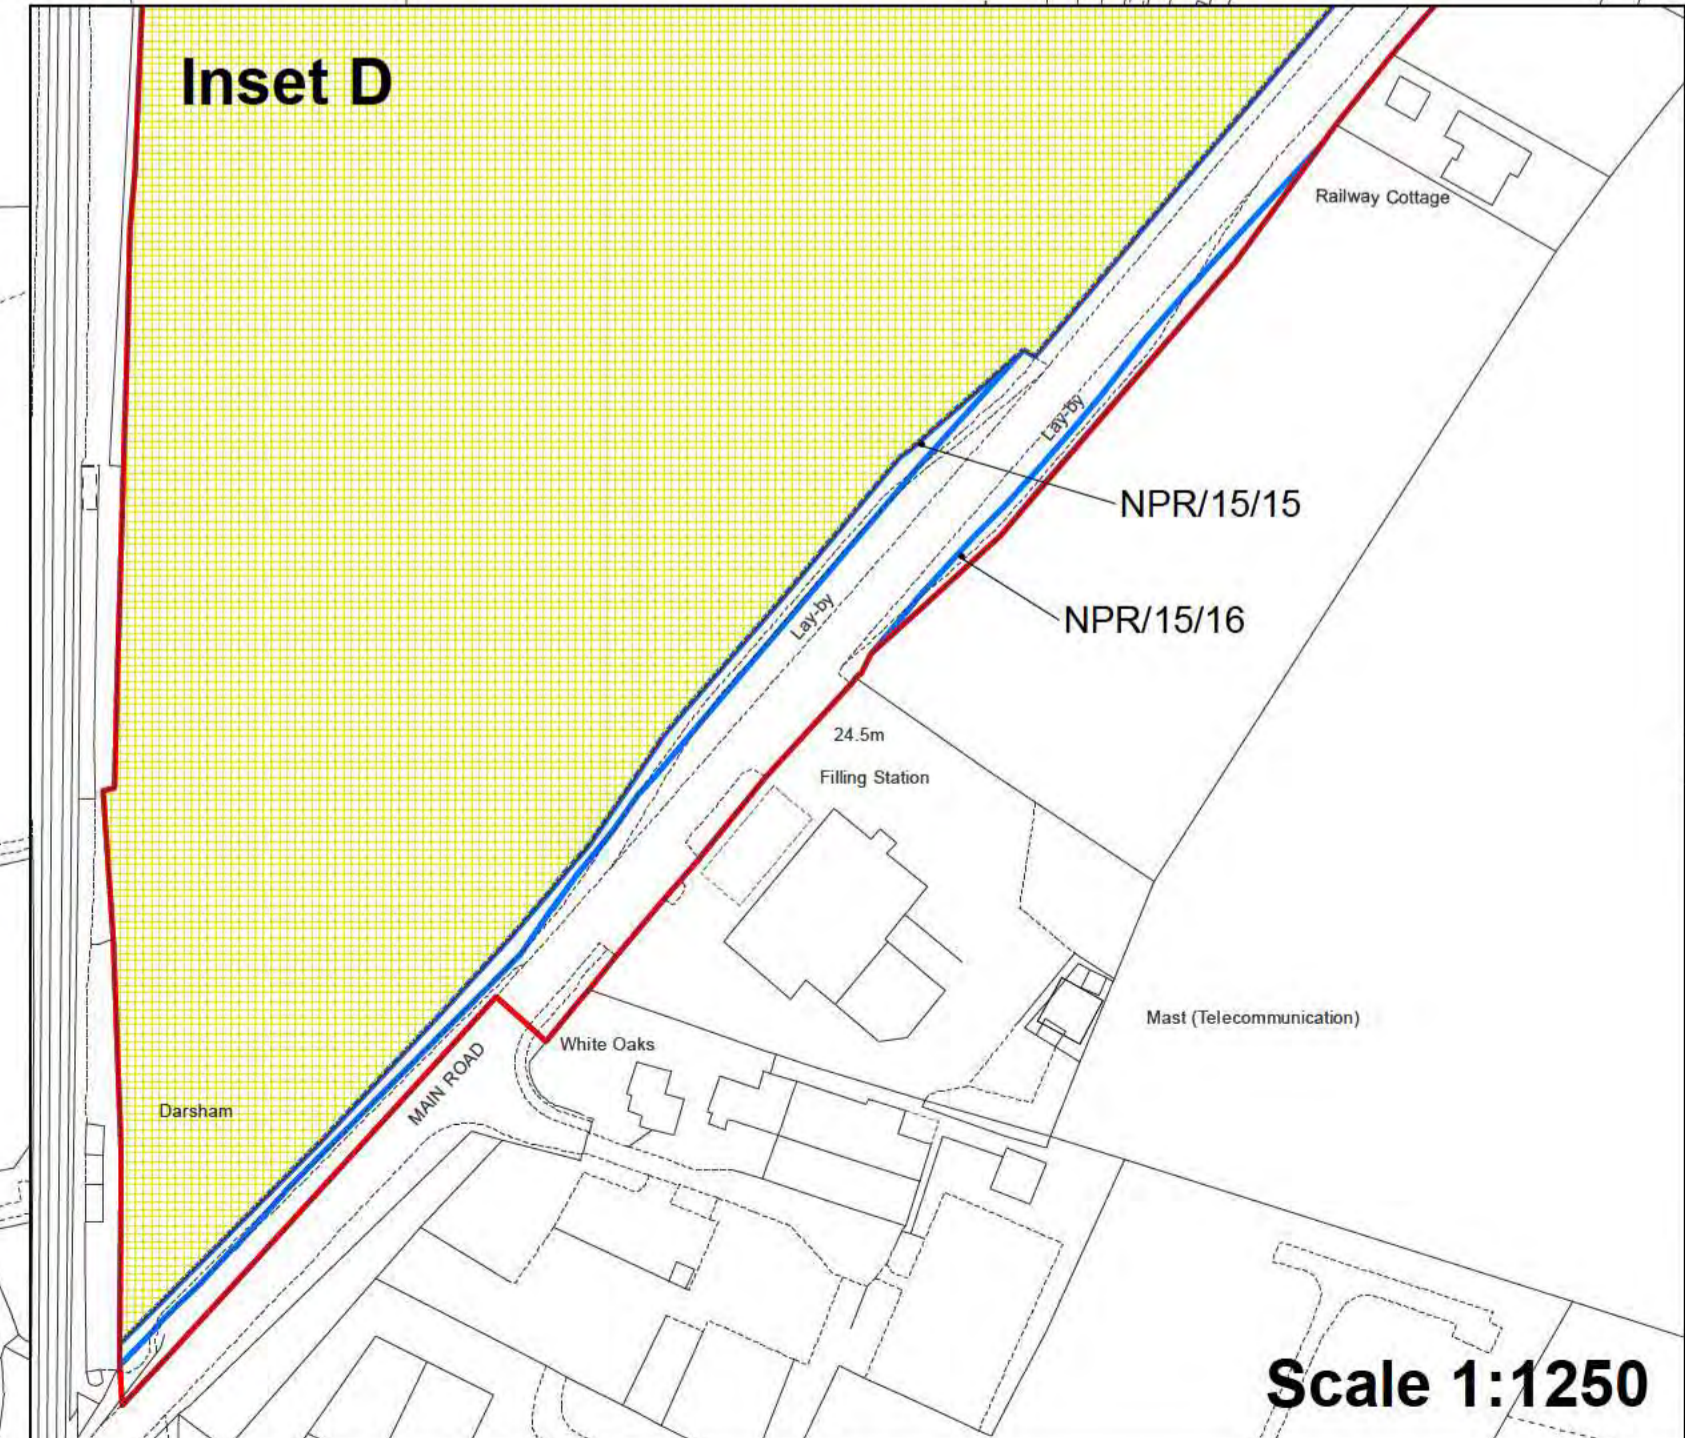 Inset D
Railway Cottage
Lay-by
NPR/15/15
Lay-by
NPR/15/16
24.5m
Filling Station
Mast (Telecommunication)
White Oaks
MAIN ROAD
Darsham
Scale 1:1250